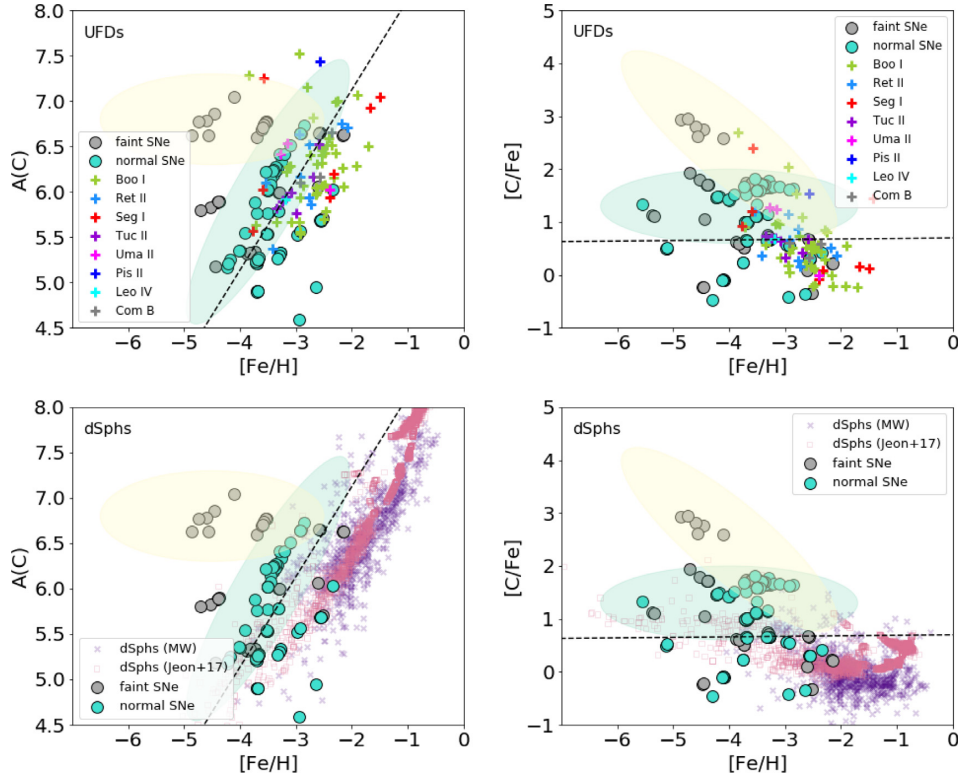 8.0
7.5
7.0
6.5
6.0
5.5
5.0
4.5
A(C)
UFDs
faint SNe
normal SNe
Boo I
Ret II
Seg I
Tuc II
Uma II
Pis II
Leo IV
Com B
−6 −5 −4 −3 −2 −1 0
[Fe/H]
5
4
3
2
1
0
−1
[C/Fe]
UFDs
faint SNe
normal SNe
Boo I
Ret II
Seg I
Tuc II
Uma II
Pis II
Leo IV
Com B
−7 −6 −5 −4 −3 −2 −1 0
[Fe/H]
8.0
7.5
7.0
6.5
6.0
5.5
5.0
4.5
A(C)
dSphs
dSphs (MW)
dSphs (Jeon+17)
faint SNe
normal SNe
−6 −5 −4 −3 −2 −1 0
[Fe/H]
5
4
3
2
1
0
−1
[C/Fe]
dSphs
dSphs (MW)
dSphs (Jeon+17)
faint SNe
normal SNe
−7 −6 −5 −4 −3 −2 −1 0
[Fe/H]